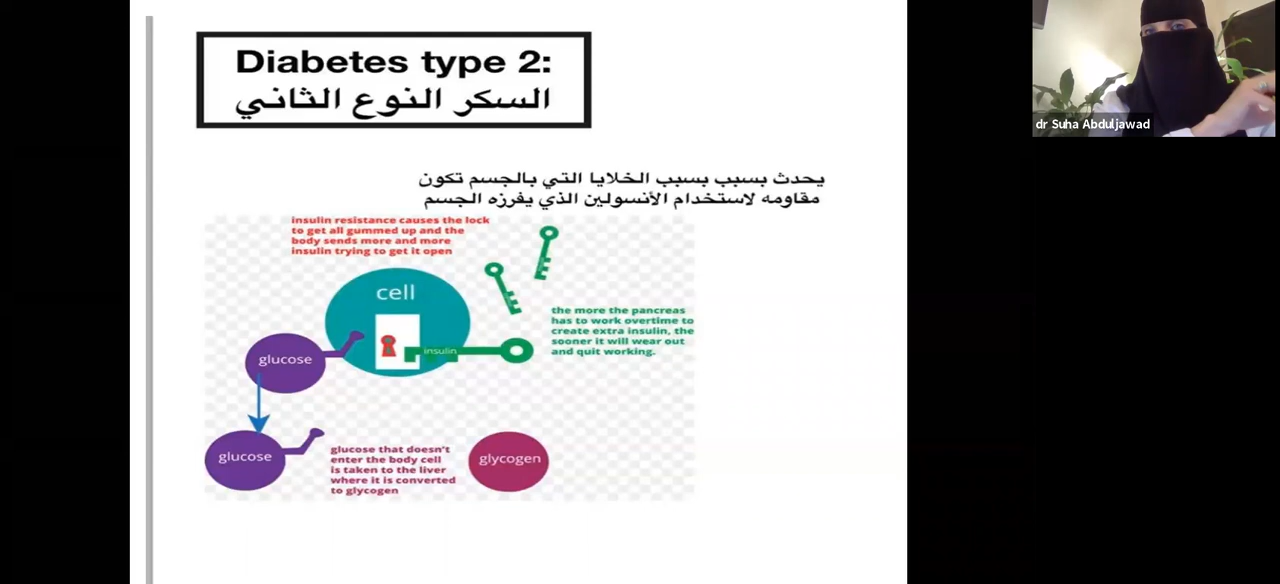 Diabetes type 2:
السكر النوع الثاني
dr Suha Abduljawad
يحدث بسبب بسبب الخلايا التي بالجسم تكون
مقاومه لاستخدام الأنسولين الذي يفرزه الجسم
insulin resistance causes the lock
to get all gummed up and the
body sends more and more
insulin trying to get it open
cell
the more the pancreas
has to work overtime to
create extra insulin, the
sooner it will wear out
and quit working.
insulin
glucose
glucose
glucose that doesn't
enter the body cell
is taken to the liver
where it is converted
to glycogen
glycogen